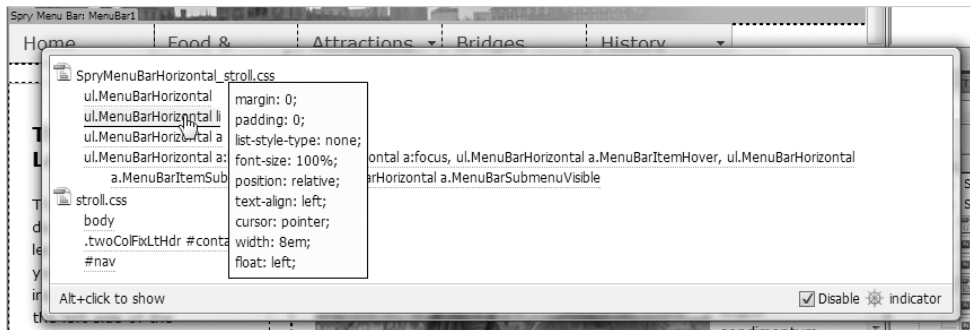 Spry Menu Bar: MenuBar1
Home Food & Attractions Bridges History
SpryMenuBarHorizontal_stroll.css
ul.MenuBarHorizontal
ul.MenuBarHorizontal li
ul.MenuBarHorizontal a
ul.MenuBarHorizontal a: ontal a:focus, ul.MenuBarHorizontal a.MenuBarItemHover, ul.MenuBarHorizontal
a.MenuBarItemSub arHorizontal a.MenuBarSubmenuVisible
margin: 0;
padding: 0;
list-style-type: none;
font-size: 100%;
position: relative;
text-align: left;
cursor: pointer;
width: 8em;
float: left;
stroll.css
body
.twoColFixLtHdr #conta
#nav
Alt+click to show
Disable indicator